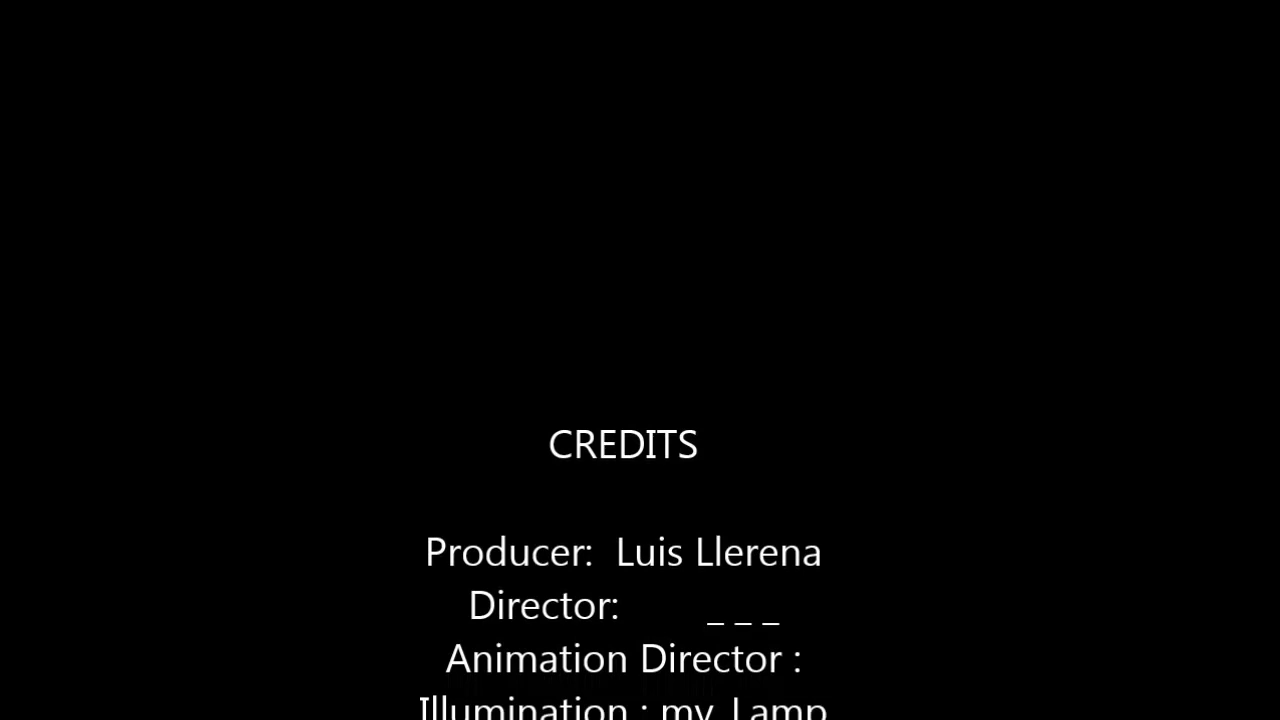 CREDITS
Producer: Luis Llerena
Director: _ _ _
Animation Director :
Illumination : my Lamp